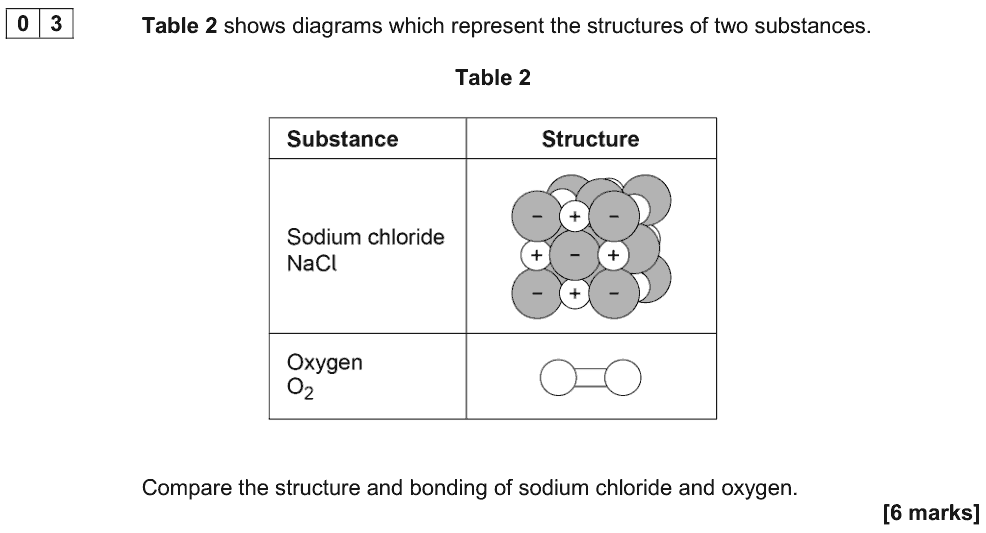 0 3 Table 2 shows diagrams which represent the structures of two substances.
Table 2
Substance Structure
Sodium chloride
NaCl
- + -
+ - +
- + -
Oxygen
O₂
Compare the structure and bonding of sodium chloride and oxygen.
[6 marks]